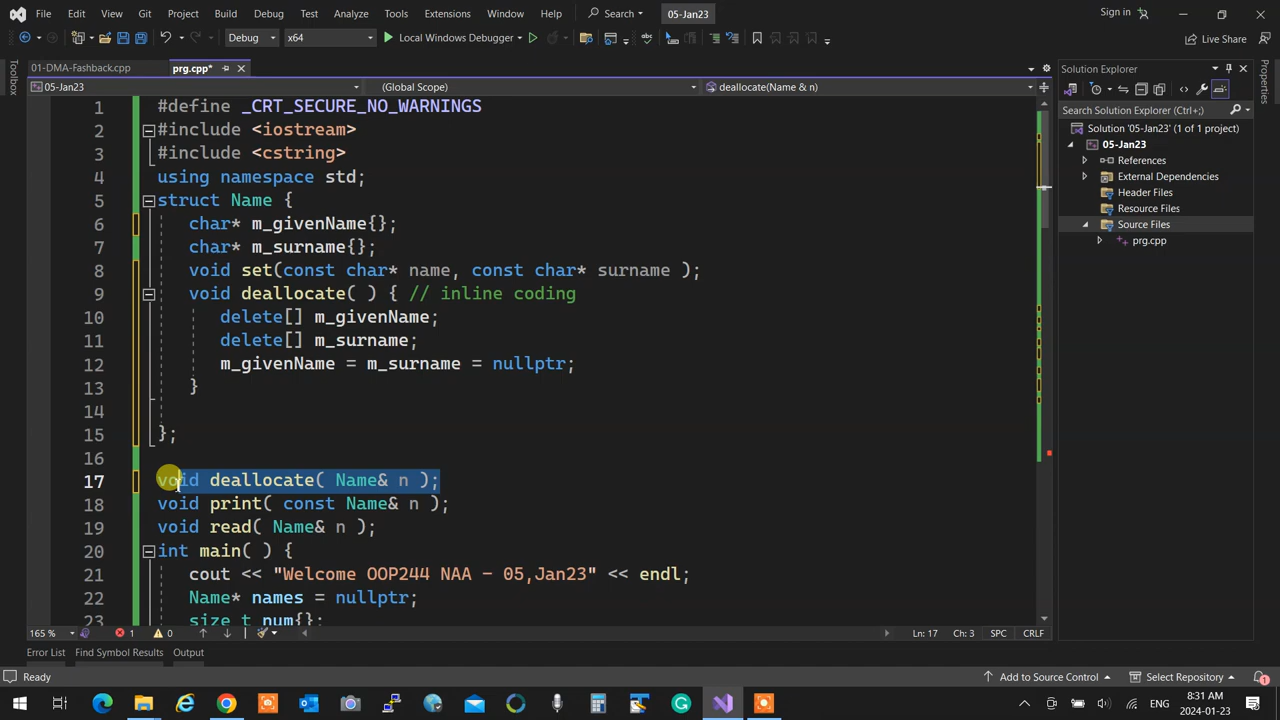 File Edit View Git Project Build Debug Test Analyze Tools Extensions Window Help Search 05-Jan23 Sign in
Debug x64 Local Windows Debugger Live Share
01-DMA-Fashback.cpp prg.cpp*
05-Jan23 (Global Scope) deallocate(Name & n)
1 #define _CRT_SECURE_NO_WARNINGS
2 #include <iostream>
3 #include <cstring>
4 using namespace std;
5 struct Name {
6 char* m_givenName{};
7 char* m_surname{};
8 void set(const char* name, const char* surname );
9 void deallocate( ) { // inline coding
10 delete[] m_givenName;
11 delete[] m_surname;
12 m_givenName = m_surname = nullptr;
13 }
14
15 };
16
17 void deallocate( Name& n );
18 void print( const Name& n );
19 void read( Name& n );
20 int main( ) {
21 cout << "Welcome OOP244 NAA - 05,Jan23" << endl;
22 Name* names = nullptr;
23 size_t num{};
165 % 1 0 Ln: 17 Ch: 3 SPC CRLF
Error List Find Symbol Results Output
Ready Add to Source Control Select Repository 1
Solution Explorer
Search Solution Explorer (Ctrl+;)
Solution '05-Jan23' (1 of 1 project)
05-Jan23
References
External Dependencies
Header Files
Resource Files
Source Files
prg.cpp
Toolbox
Properties
ENG 8:31 AM
2024-01-23